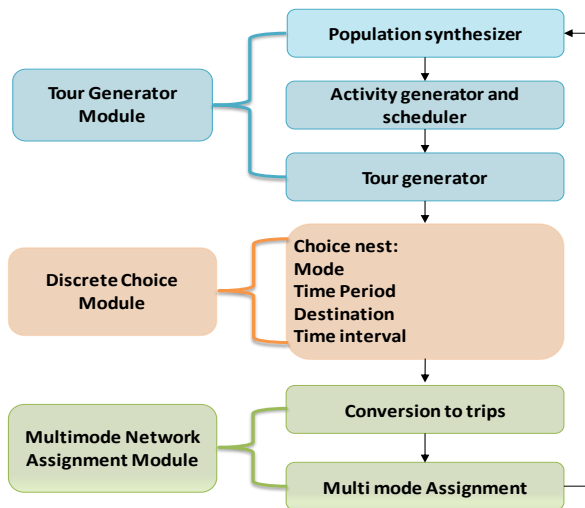 Population synthesizer
Tour Generator
Module
Activity generator and
scheduler
Tour generator
Choice nest:
Mode
Time Period
Destination
Time interval
Discrete Choice
Module
Conversion to trips
Multimode Network
Assignment Module
Multi mode Assignment